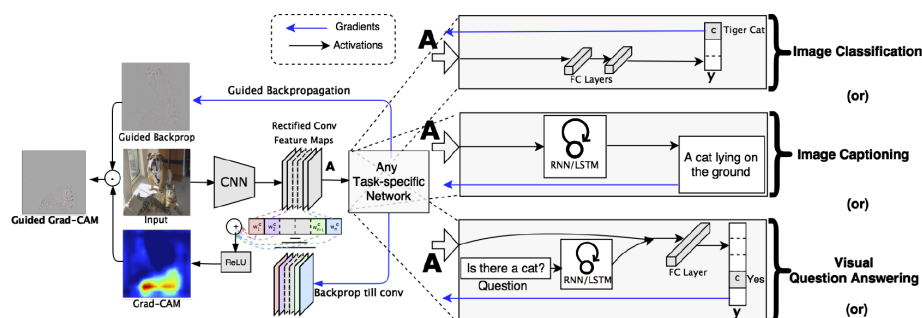 Gradients
Activations
A
c
Tiger Cat
FC Layers
y
Image Classification
(or)
Guided Backpropagation
Guided Backprop
Rectified Conv
Feature Maps
CNN
A
Any
Task-specific
Network
Input
Guided Grad-CAM
A
RNN/LSTM
A cat lying on
the ground
Image Captioning
(or)
+
ReLU
=
Grad-CAM
Backprop till conv
A
Is there a cat?
Question
RNN/LSTM
FC Layer
c
Yes
y
Visual
Question Answering
(or)